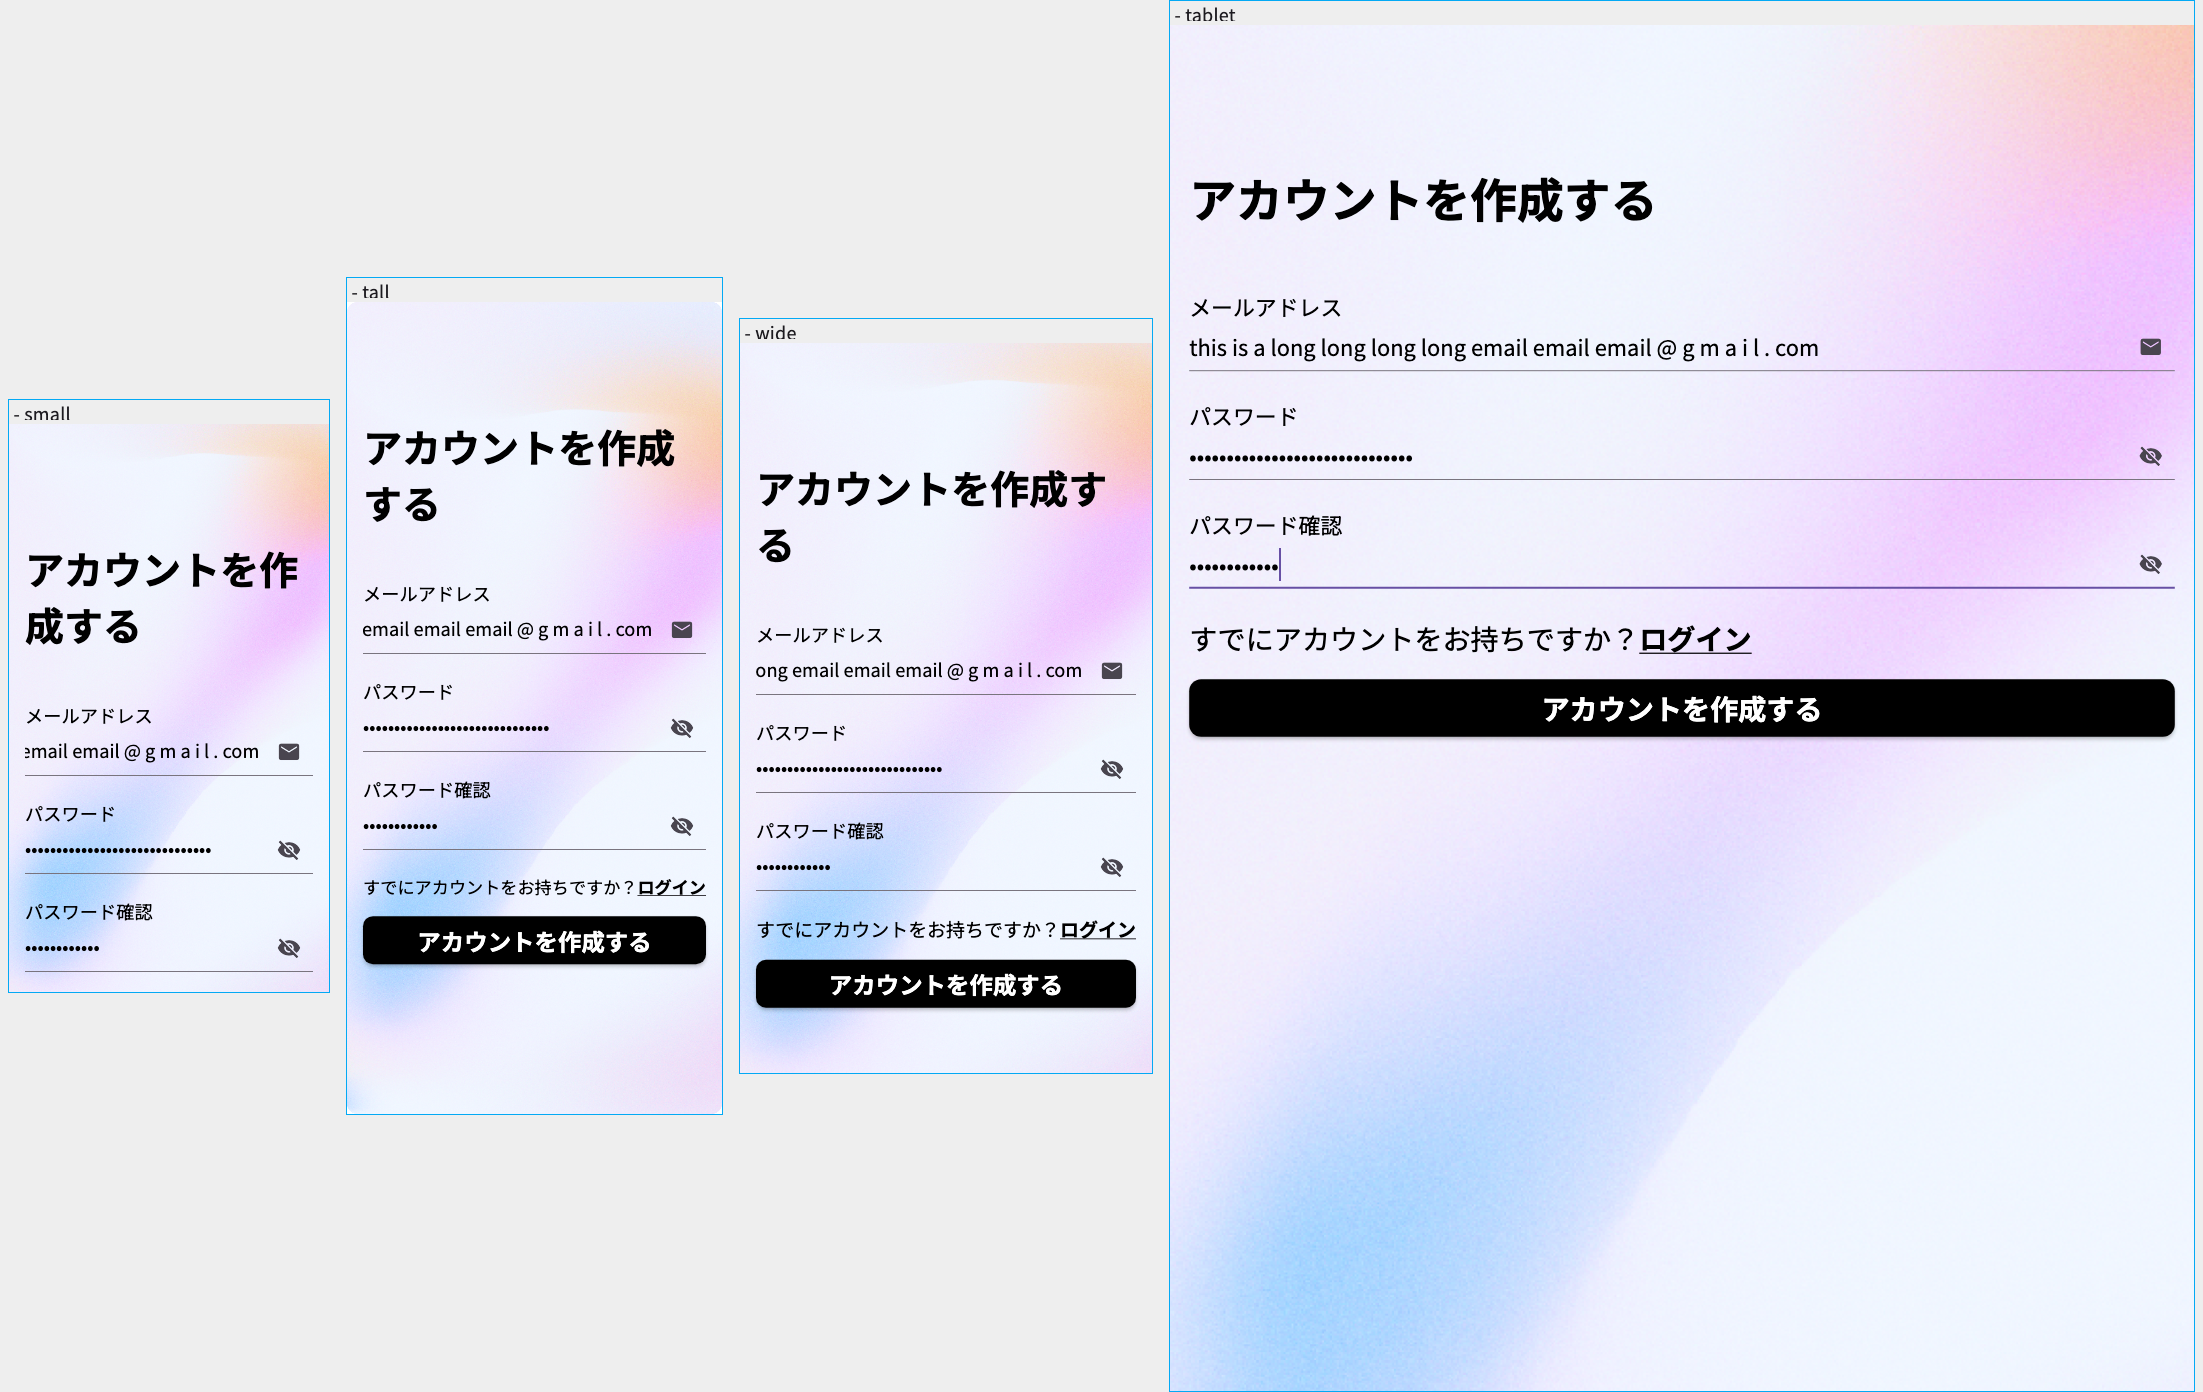 - small
アカウントを作
成する
メールアドレス
email email @ g m a i l . com
パスワード
••••••••••••••••••••••••••••••
パスワード確認
••••••••••••
- tall
アカウントを作成
する
メールアドレス
email email email @ g m a i l . com
パスワード
••••••••••••••••••••••••••••••
パスワード確認
••••••••••••
すでにアカウントをお持ちですか？ログイン
アカウントを作成する
- wide
アカウントを作成す
る
メールアドレス
ong email email email @ g m a i l . com
パスワード
••••••••••••••••••••••••••••••
パスワード確認
••••••••••••
すでにアカウントをお持ちですか？ログイン
アカウントを作成する
- tablet
アカウントを作成する
メールアドレス
this is a long long long long email email email @ g m a i l . com
パスワード
••••••••••••••••••••••••••••••
パスワード確認
••••••••••••
すでにアカウントをお持ちですか？ログイン
アカウントを作成する